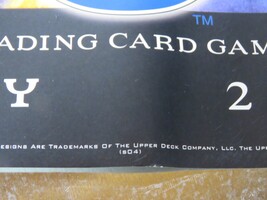 TM
ADING CARD GAM
Y 2
ESIGNS ARE TRADEMARKS OF THE UPPER DECK COMPANY, LLC. THE UPP
(S04)